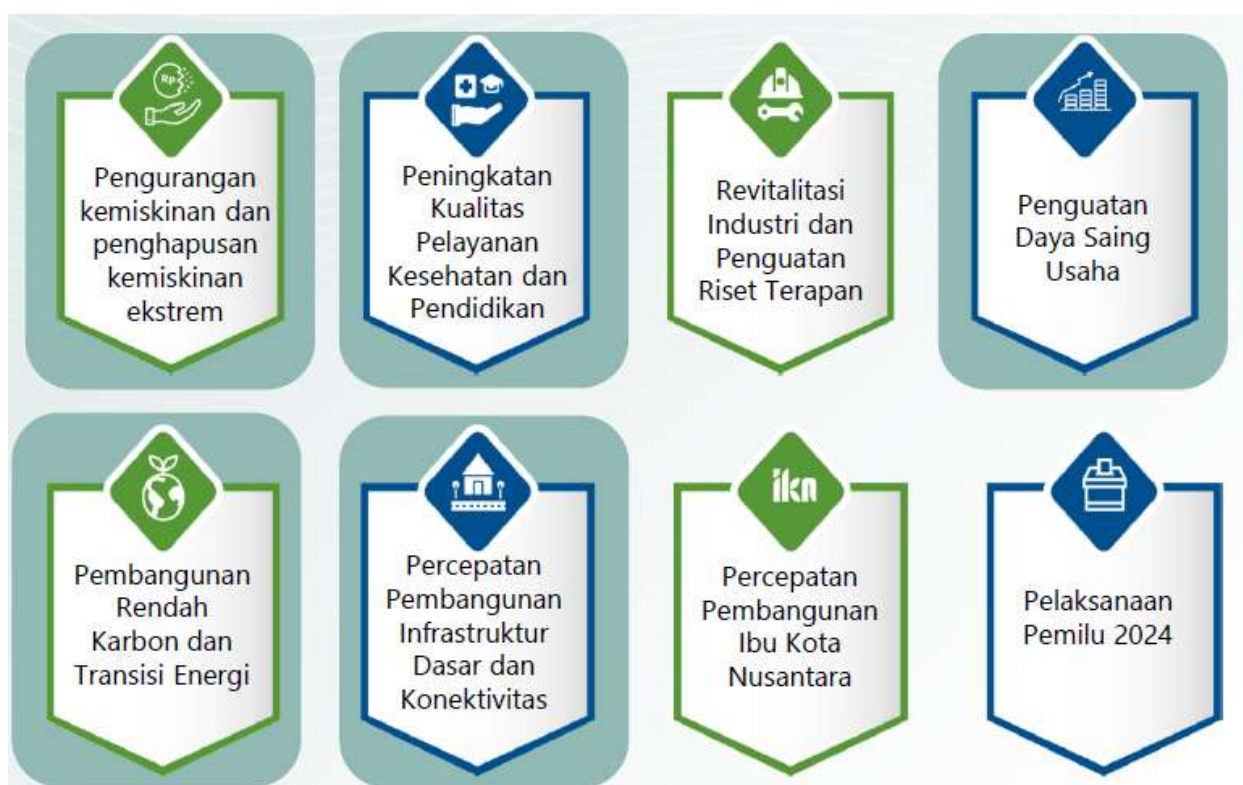 Rp
Pengurangan
kemiskinan dan
penghapusan
kemiskinan
ekstrem
Peningkatan
Kualitas
Pelayanan
Kesehatan dan
Pendidikan
Revitalitasi
Industri dan
Penguatan
Riset Terapan
Penguatan
Daya Saing
Usaha
Pembangunan
Rendah
Karbon dan
Transisi Energi
Percepatan
Pembangunan
Infrastruktur
Dasar dan
Konektivitas
ikn
Percepatan
Pembangunan
Ibu Kota
Nusantara
Pelaksanaan
Pemilu 2024